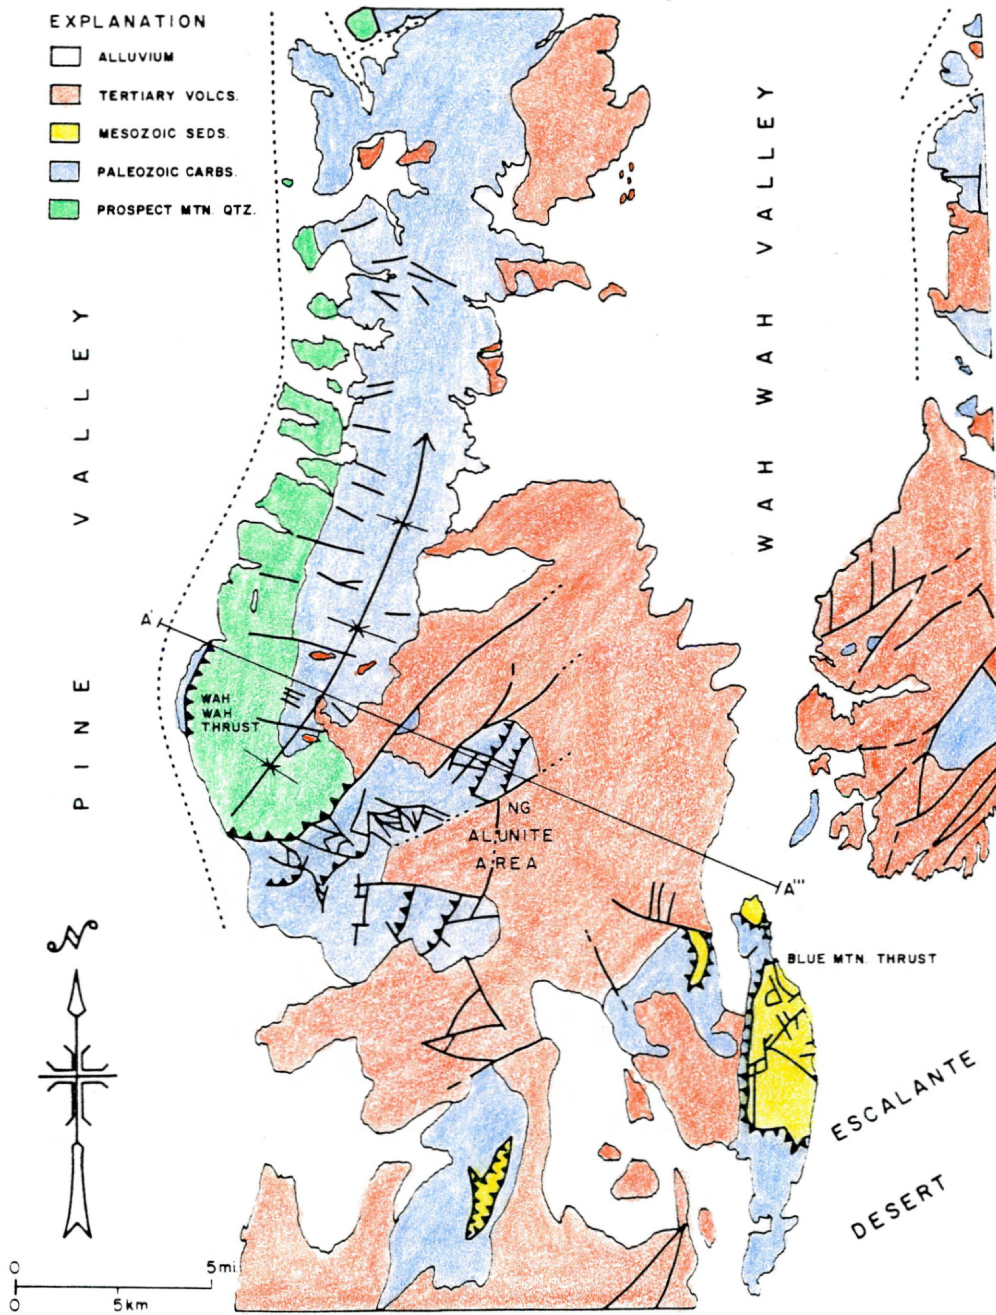 EXPLANATION
ALLUVIUM
TERTIARY VOLCS.
MESOZOIC SEDS.
PALEOZOIC CARBS.
PROSPECT MTN. QTZ.
PINE VALLEY
WAH WAH VALLEY
A'
WAH
WAH
THRUST
NG
ALUNITE
AREA
A'''
BLUE MTN. THRUST
ESCALANTE
DESERT
N
0 5mi.
0 5km